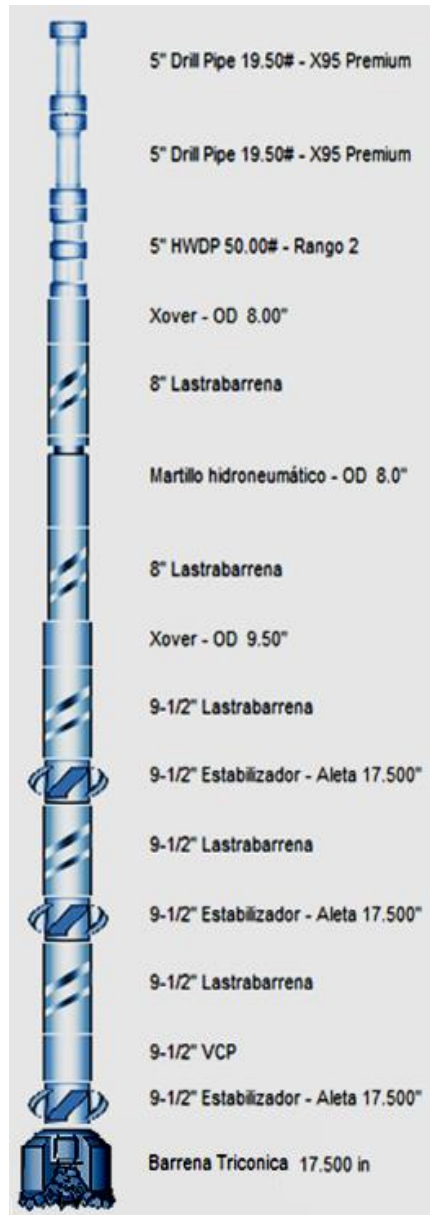 5" Drill Pipe 19.50# - X95 Premium
5" Drill Pipe 19.50# - X95 Premium
5" HWDP 50.00# - Rango 2
Xover - OD 8.00"
8" Lastrabarrena
Martillo hidroneumático - OD 8.0"
8" Lastrabarrena
Xover - OD 9.50"
9-1/2" Lastrabarrena
9-1/2" Estabilizador - Aleta 17.500"
9-1/2" Lastrabarrena
9-1/2" Estabilizador - Aleta 17.500"
9-1/2" Lastrabarrena
9-1/2" VCP
9-1/2" Estabilizador - Aleta 17.500"
Barrena Triconica 17.500 in